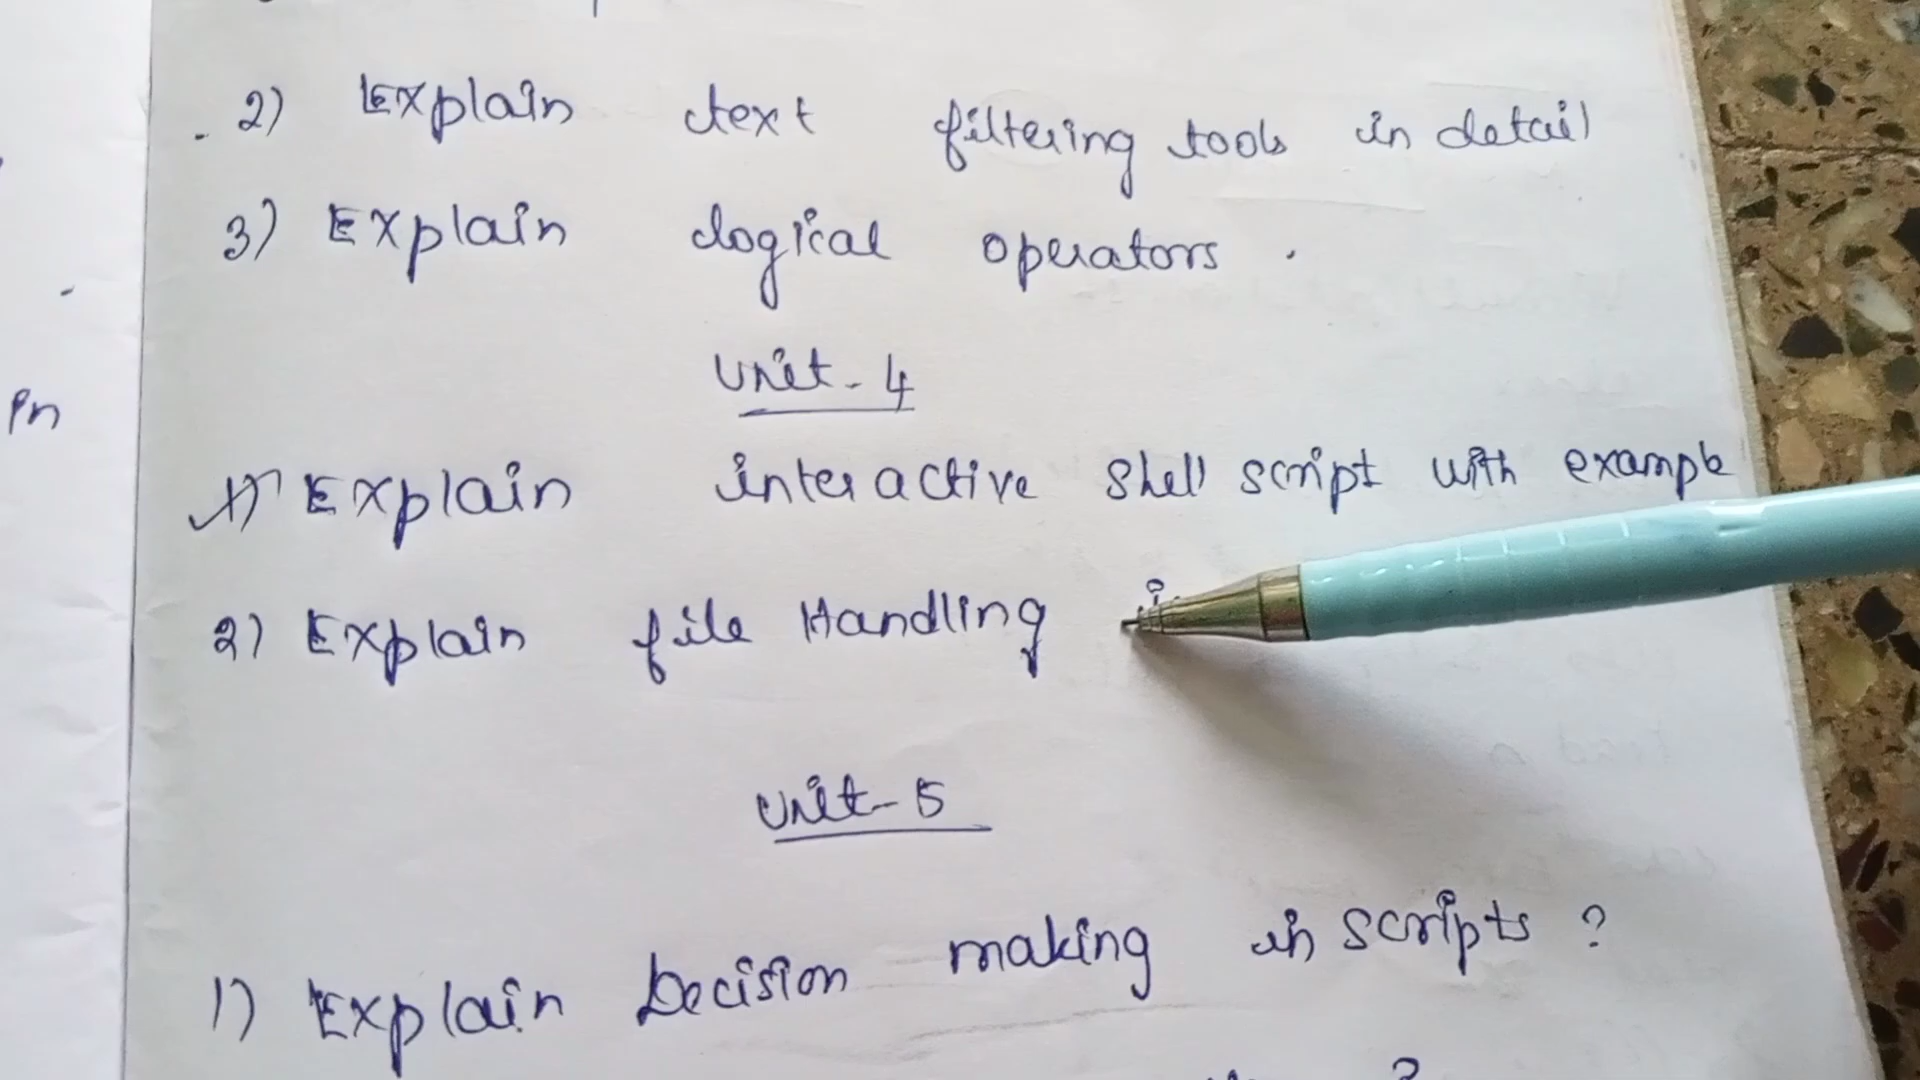 2) Explain text filtering tools in detail
3) Explain logical operators.
Unit-4
1) Explain interactive Shell script with example
2) Explain file Handling
Unit-5
1) Explain Decision making in scripts ?
?
Pn